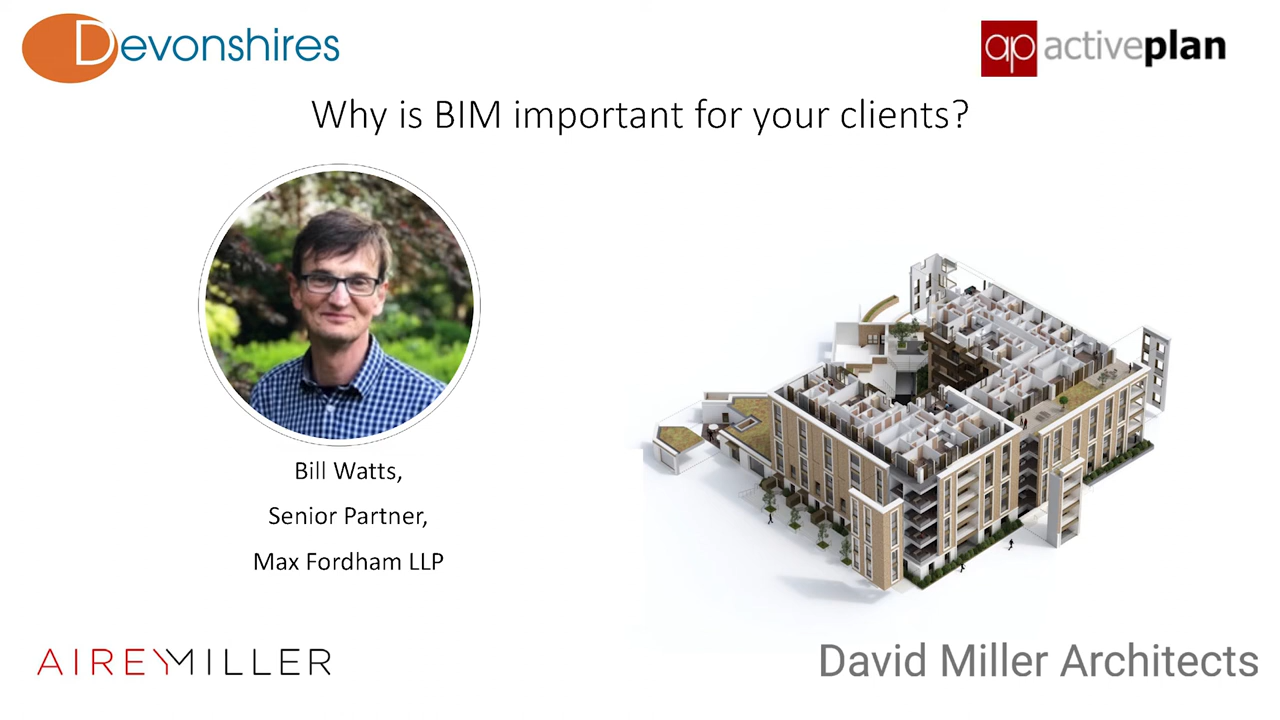 Devonshires
ap activeplan
Why is BIM important for your clients?
Bill Watts,
Senior Partner,
Max Fordham LLP
AIREYMILLER
David Miller Architects